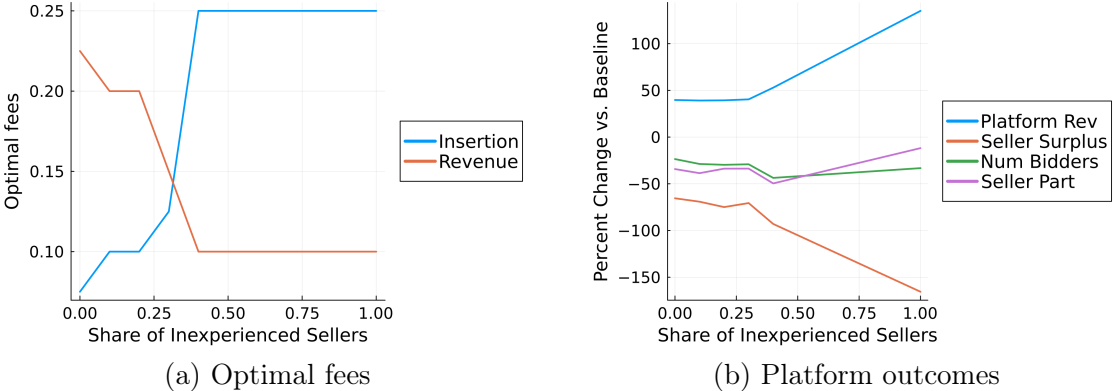 Optimal fees
0.25
0.20
0.15
0.10
0.00 0.25 0.50 0.75 1.00
Share of Inexperienced Sellers
Insertion
Revenue
(a) Optimal fees
Percent Change vs. Baseline
100
50
0
−50
−100
−150
0.00 0.25 0.50 0.75 1.00
Share of Inexperienced Sellers
Platform Rev
Seller Surplus
Num Bidders
Seller Part
(b) Platform outcomes